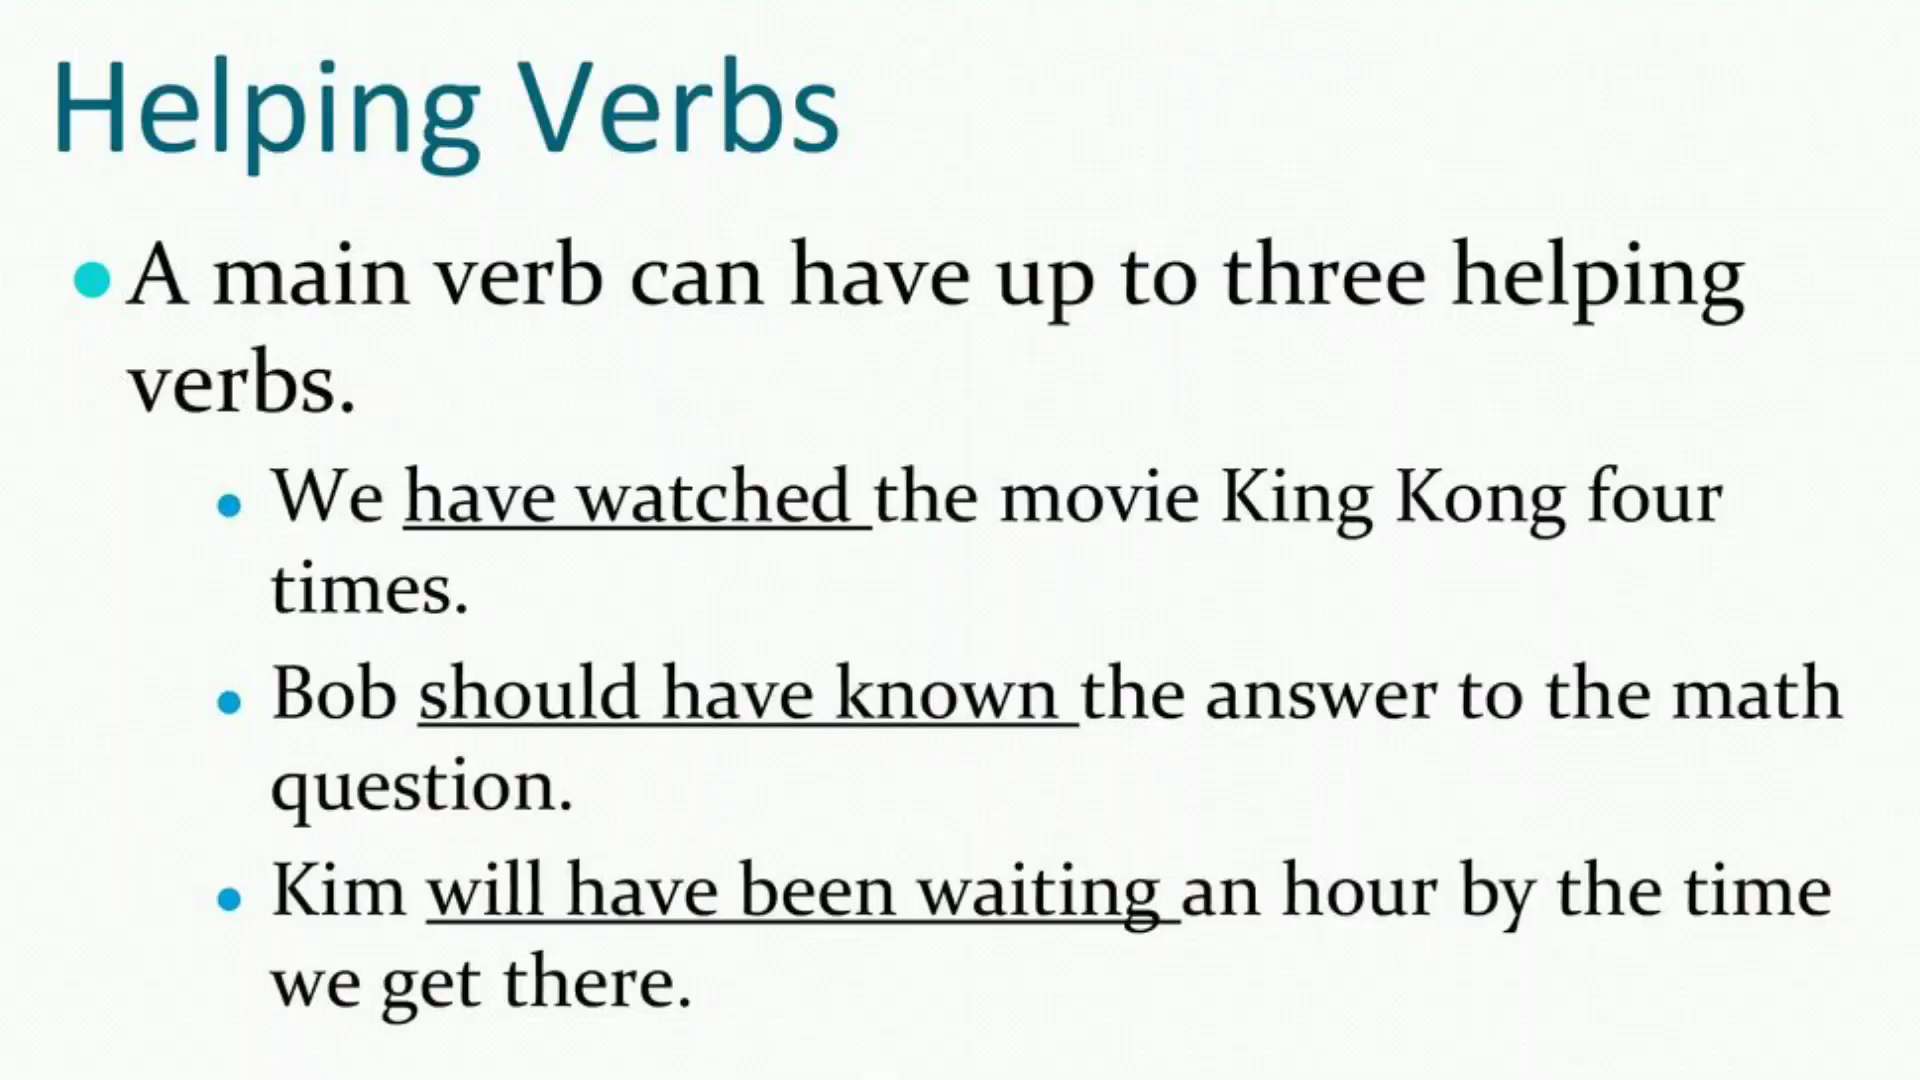 Helping Verbs
• A main verb can have up to three helping
verbs.
• We have watched the movie King Kong four
times.
• Bob should have known the answer to the math
question.
• Kim will have been waiting an hour by the time
we get there.